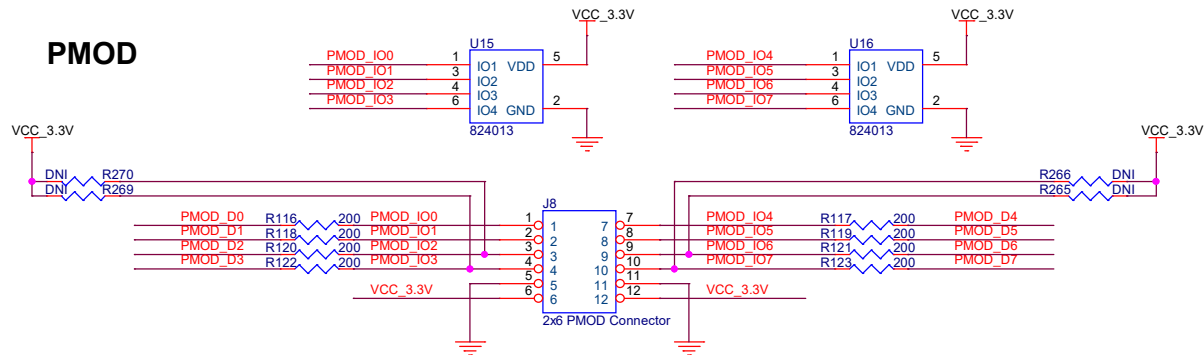 PMOD
VCC_3.3V
U15
PMOD_IO0 1 IO1 VDD 5
PMOD_IO1 3 IO2
PMOD_IO2 4 IO3
PMOD_IO3 6 IO4 GND 2
824013
VCC_3.3V
U16
PMOD_IO4 1 IO1 VDD 5
PMOD_IO5 3 IO2
PMOD_IO6 4 IO3
PMOD_IO7 6 IO4 GND 2
824013
VCC_3.3V
DNI R270
DNI R269
VCC_3.3V
R266 DNI
R265 DNI
J8
PMOD_D0 R116 200 PMOD_IO0 1 1 7 7 PMOD_IO4 R117 200 PMOD_D4
PMOD_D1 R118 200 PMOD_IO1 2 2 8 8 PMOD_IO5 R119 200 PMOD_D5
PMOD_D2 R120 200 PMOD_IO2 3 3 9 9 PMOD_IO6 R121 200 PMOD_D6
PMOD_D3 R122 200 PMOD_IO3 4 4 10 10 PMOD_IO7 R123 200 PMOD_D7
5 5 11 11
VCC_3.3V 6 6 12 12 VCC_3.3V
2x6 PMOD Connector